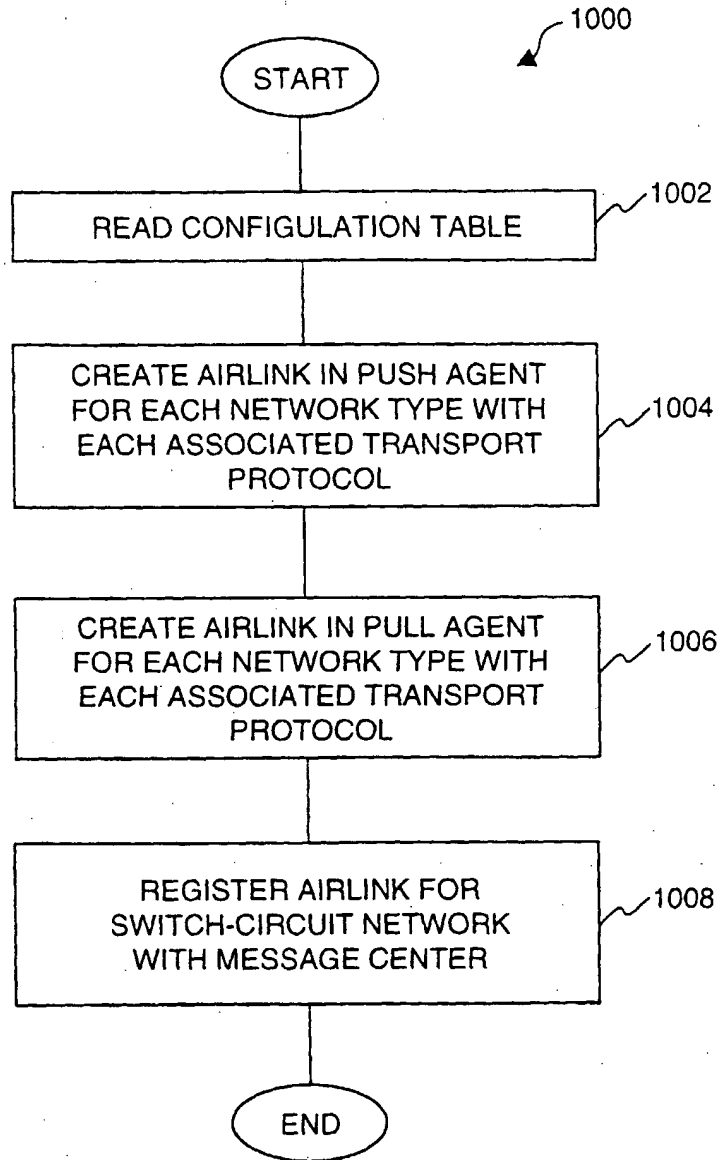 1000
START
READ CONFIGULATION TABLE
1002
CREATE AIRLINK IN PUSH AGENT
FOR EACH NETWORK TYPE WITH
EACH ASSOCIATED TRANSPORT
PROTOCOL
1004
CREATE AIRLINK IN PULL AGENT
FOR EACH NETWORK TYPE WITH
EACH ASSOCIATED TRANSPORT
PROTOCOL
1006
REGISTER AIRLINK FOR
SWITCH-CIRCUIT NETWORK
WITH MESSAGE CENTER
1008
END